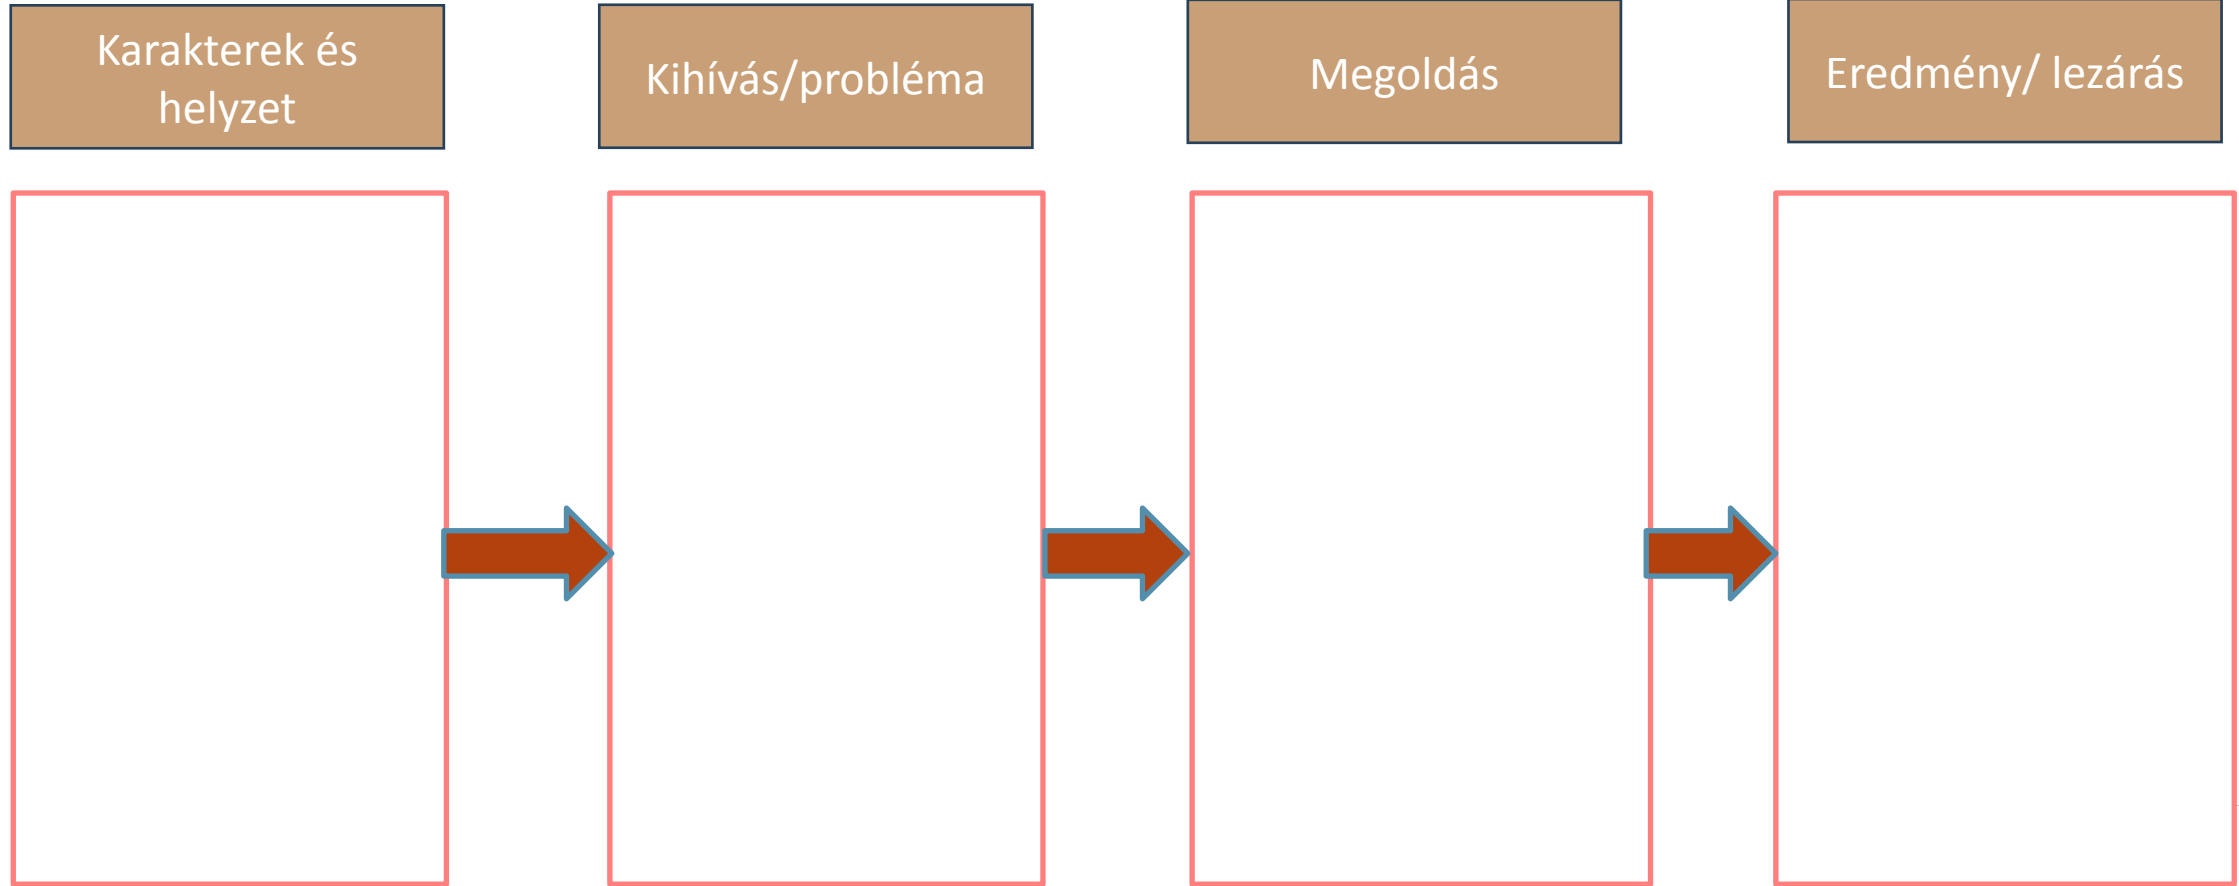 Karakterek és
helyzet
Kihívás/probléma
Megoldás
Eredmény/ lezárás